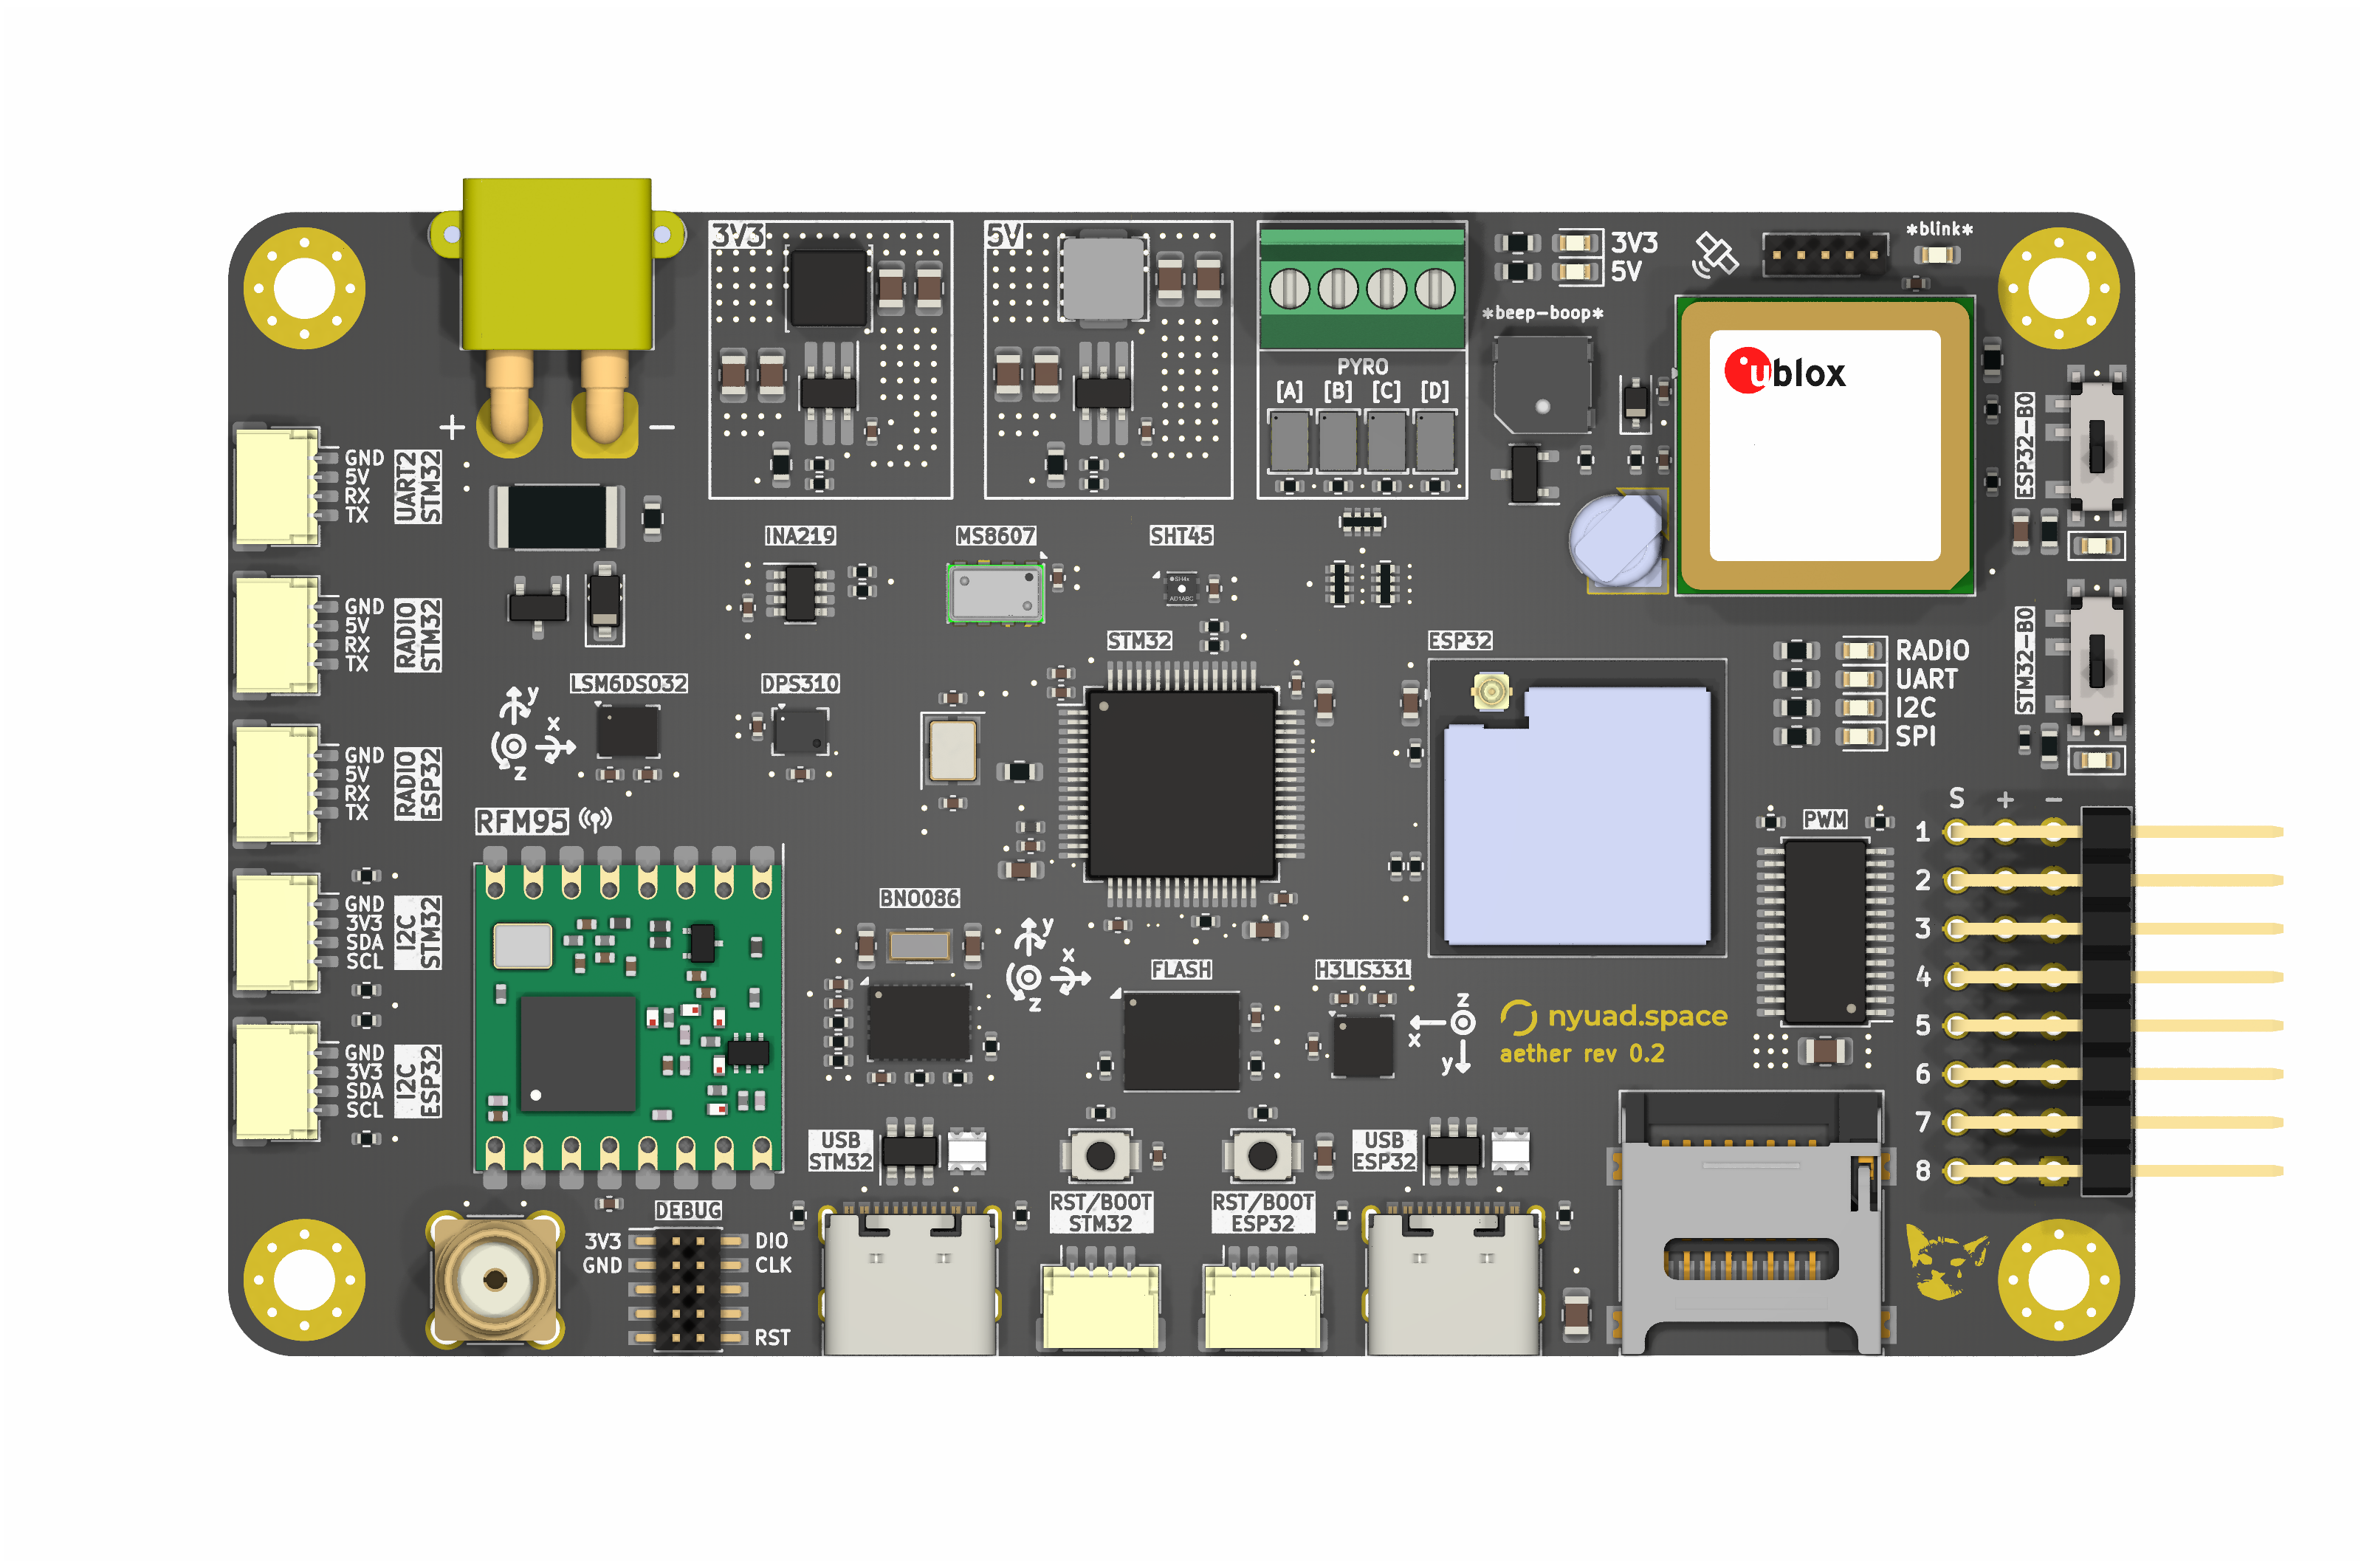 3V3
5V
3V3
5V
*blink*
*beep-boop*
PYRO
[A] [B] [C] [D]
ublox
ESP32-B0
+
-
GND
5V
RX
TX
UART2
STM32
INA219
MS8607
SHT45
GND
5V
RX
TX
RADIO
STM32
STM32
ESP32
RADIO
UART
I2C
SPI
STM32-B0
LSM6DSO32
DPS310
y
x
z
GND
5V
RX
TX
RADIO
ESP32
RFM95
S + -
PWM
1
2
3
4
5
6
7
8
GND
3V3
SDA
SCL
I2C
STM32
BNO086
y
x
z
FLASH
H3LIS331
z
x
y
nyuad.space
aether rev 0.2
GND
3V3
SDA
SCL
I2C
ESP32
USB
STM32
USB
ESP32
RST/BOOT
STM32
RST/BOOT
ESP32
DEBUG
3V3
GND
DIO
CLK
RST